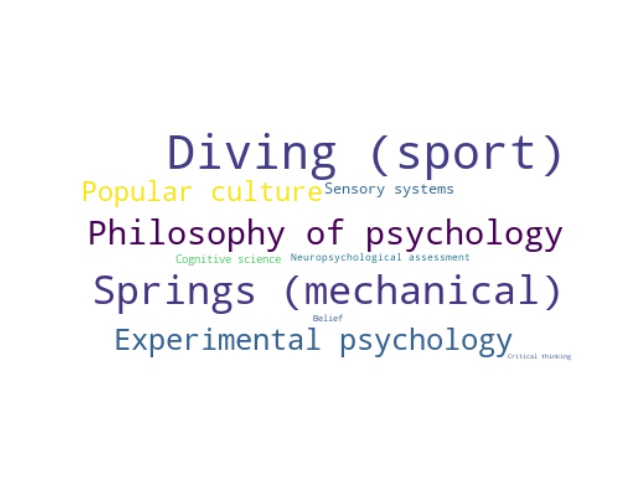 Diving (sport)
Popular culture Sensory systems
Philosophy of psychology
Cognitive science Neuropsychological assessment
Springs (mechanical)
Belief
Experimental psychology
Critical thinking